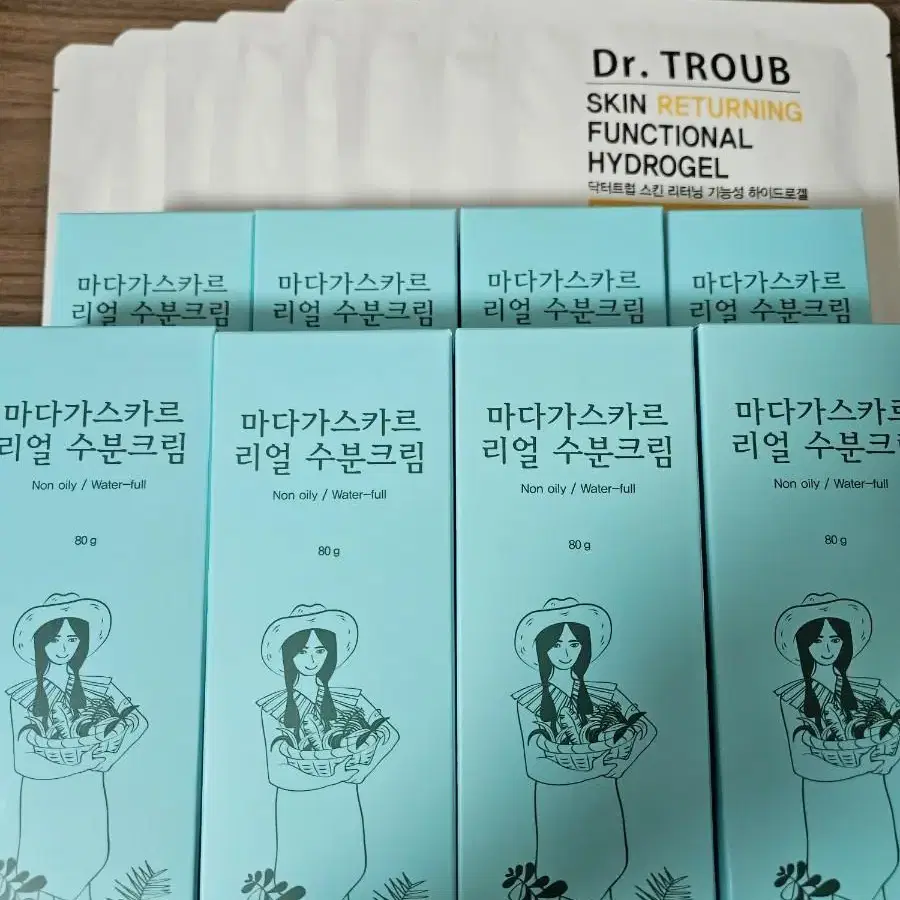 Dr. TROUB
SKIN RETURNING
FUNCTIONAL
HYDROGEL
닥터트럽 스킨 리터닝 기능성 하이드로겔
마다가스카르
리얼 수분크림
마다가스카르
리얼 수분크림
마다가스카르
리얼 수분크림
마다가스카르
리얼 수분크림
마다가스카르
리얼 수분크림
Non oily / Water-full
80 g
마다가스카르
리얼 수분크림
Non oily / Water-full
80 g
마다가스카르
리얼 수분크림
Non oily / Water-full
80 g
마다가스카르
리얼 수분크림
Non oily / Water-full
80 g